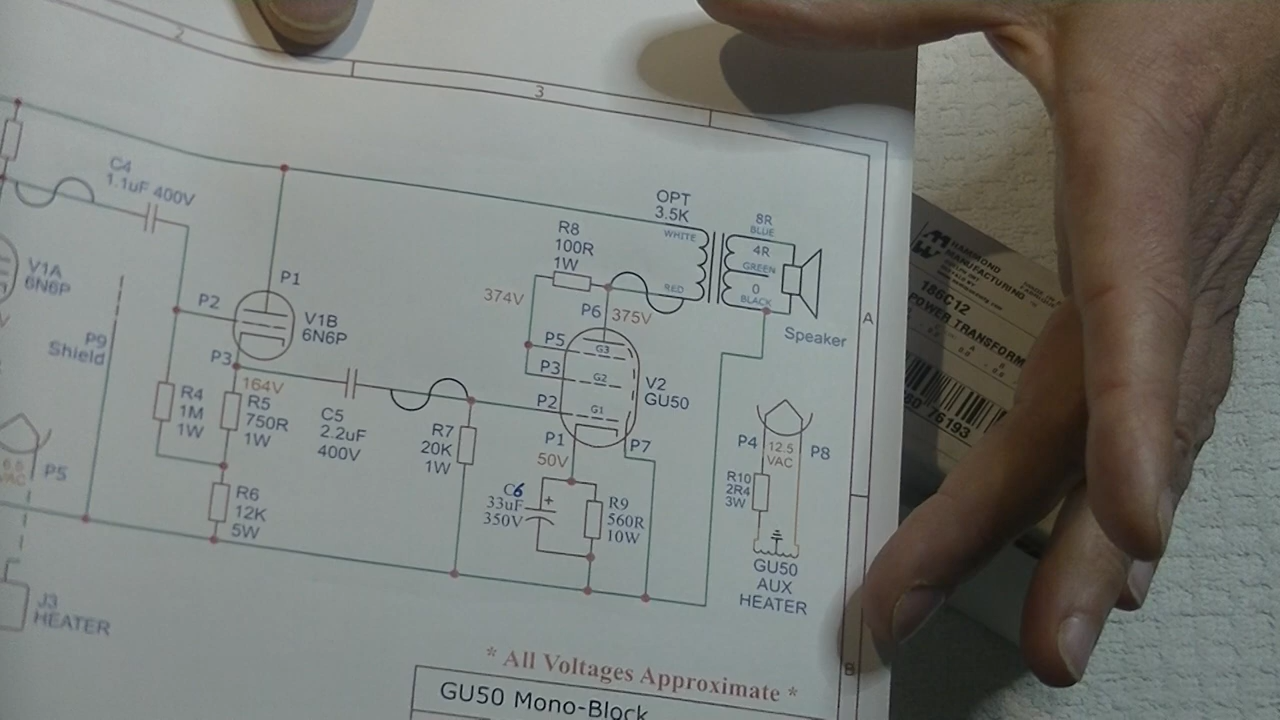 2
3
C4
1.1uF 400V
V1A
6N6P
P1
P2
V1B
6N6P
P3
164V
P9
Shield
R4
1M
1W
R5
750R
1W
P5
R6
12K
5W
J3
HEATER
C5
2.2uF
400V
R7
20K
1W
OPT
3.5K
WHITE
RED
8R
BLUE
4R
GREEN
0
BLACK
Speaker
R8
100R
1W
374V
P6
375V
P5
G3
P3
G2
P2
G1
V2
GU50
P1
50V
P7
C6
33uF
350V
+
R9
560R
10W
P4
12.5
VAC
P8
R10
2R4
3W
GU50
AUX
HEATER
A
B
* All Voltages Approximate *
GU50 Mono-Block
HAMMOND
MANUFACTURING
186C12
POWER TRANSFORM
76193